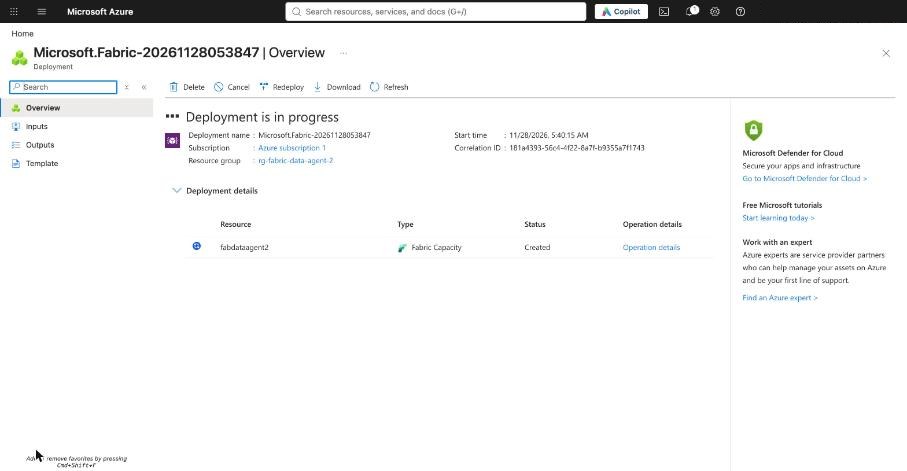 Microsoft Azure
Search resources, services, and docs (G+/)
Copilot
1
Home
Microsoft.Fabric-20261128053847 | Overview ...
Deployment
Search
Delete
Cancel
Redeploy
Download
Refresh
Overview
Inputs
Outputs
Template
Deployment is in progress
Deployment name : Microsoft.Fabric-20261128053847
Subscription : Azure subscription 1
Resource group : rg-fabric-data-agent-2
Start time : 11/28/2026, 5:40:15 AM
Correlation ID : 181a4393-56c4-4f22-8a7f-b9355a7f1743
Deployment details
Resource Type Status Operation details
fabdataagent2 Fabric Capacity Created Operation details
Microsoft Defender for Cloud
Secure your apps and infrastructure
Go to Microsoft Defender for Cloud >
Free Microsoft tutorials
Start learning today >
Work with an expert
Azure experts are service provider partners
who can help manage your assets on Azure
and be your first line of support.
Find an Azure expert >
remove favorites by pressing
Cmd+Shift+F